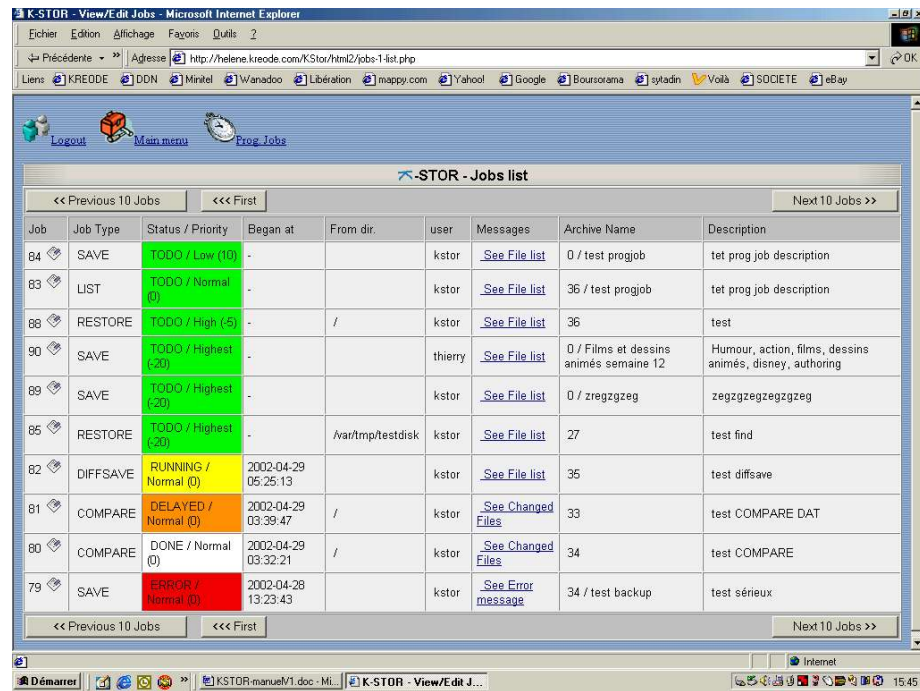 K-STOR - View/Edit Jobs - Microsoft Internet Explorer
Fichier Edition Affichage Favoris Outils ?
Précédente » Adresse http://helene.kreode.com/KStor/html2/jobs-1-list.php OK
Liens KREODE DDN Minitel Wanadoo Libération mappy.com Yahoo! Google Boursorama sytadin Voilà SOCIETE eBay
Logout Main menu Prog. Jobs
K-STOR - Jobs list
<< Previous 10 Jobs <<< First Next 10 Jobs >>
Job Job Type Status / Priority Began at From dir. user Messages Archive Name Description
84 SAVE TODO / Low (10) - kstor See File list 0 / test progjob tet prog job description
83 LIST TODO / Normal (0) - kstor See File list 36 / test progjob tet prog job description
88 RESTORE TODO / High (-5) - / kstor See File list 36 test
90 SAVE TODO / Highest (-20) - thierry See File list 0 / Films et dessins animés semaine 12 Humour, action, films, dessins animés, disney, authoring
89 SAVE TODO / Highest (-20) - kstor See File list 0 / zregzgzeg zegzgzegzegzgzeg
85 RESTORE TODO / Highest (-20) - /var/tmp/testdisk kstor See File list 27 test find
82 DIFFSAVE RUNNING / Normal (0) 2002-04-29 05:25:13 kstor See File list 35 test diffsave
81 COMPARE DELAYED / Normal (0) 2002-04-29 03:39:47 / kstor See Changed Files 33 test COMPARE DAT
80 COMPARE DONE / Normal (0) 2002-04-29 03:32:21 / kstor See Changed Files 34 test COMPARE
79 SAVE ERROR / Normal (0) 2002-04-28 13:23:43 kstor See Error message 34 / test backup test sérieux
<< Previous 10 Jobs <<< First Next 10 Jobs >>
Internet
Démarrer » KSTOR-manuelV1.doc - Mi... K-STOR - View/Edit J... 15:45